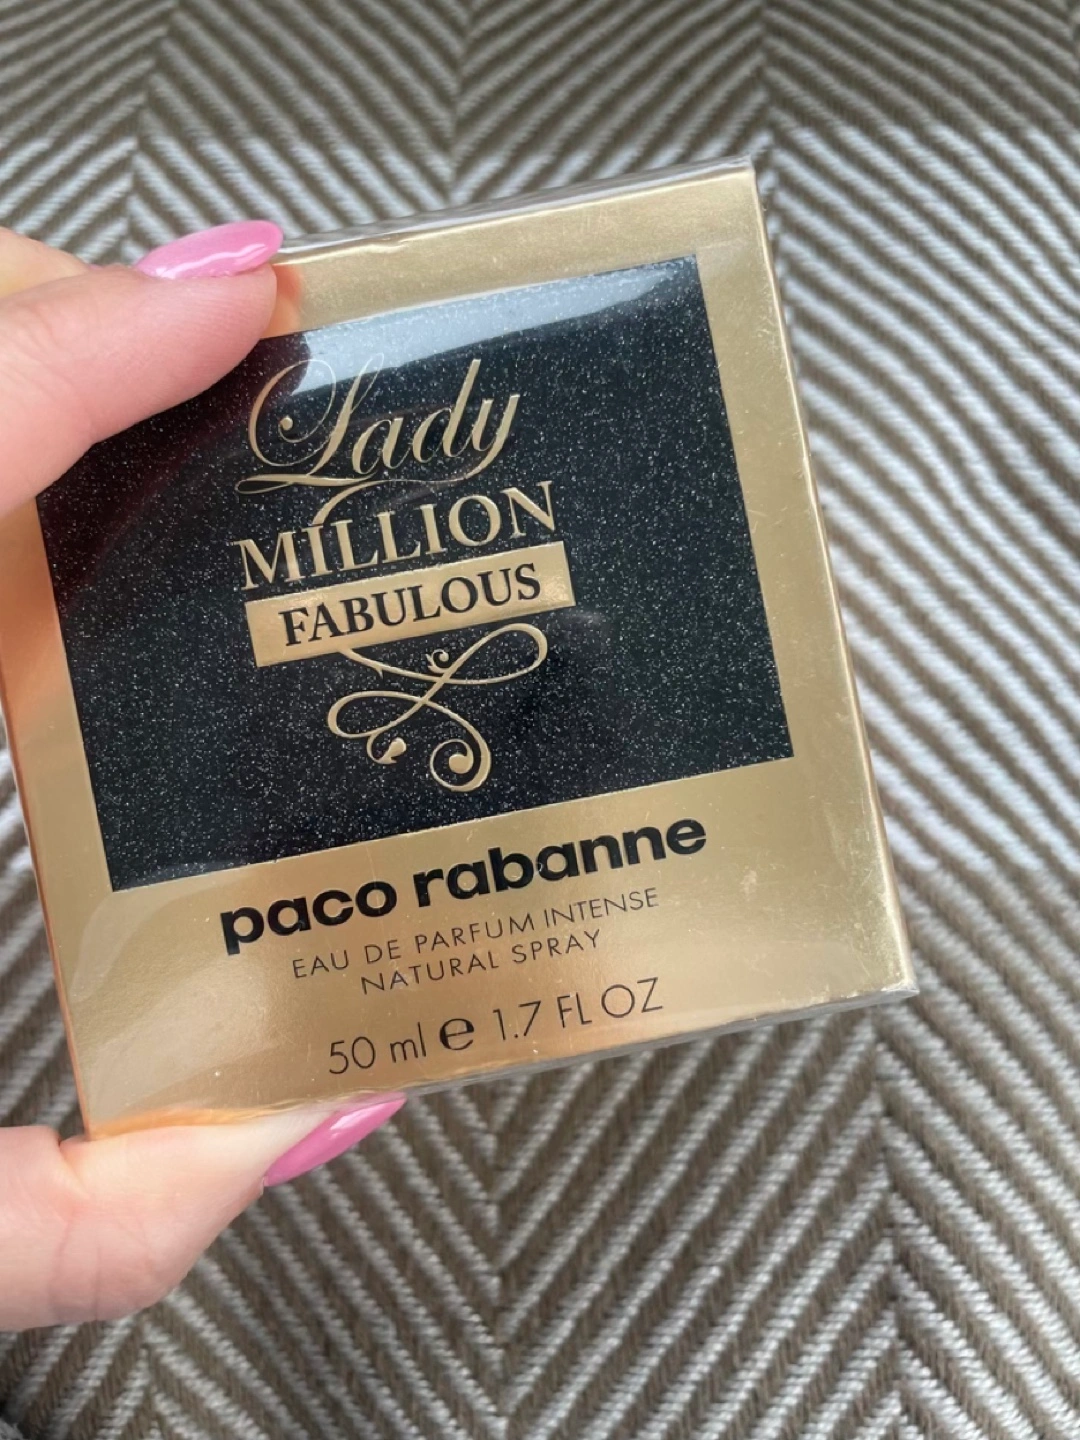 Lady
MILLION
FABULOUS
paco rabanne
EAU DE PARFUM INTENSE
NATURAL SPRAY
50 ml ℮ 1.7 FL OZ